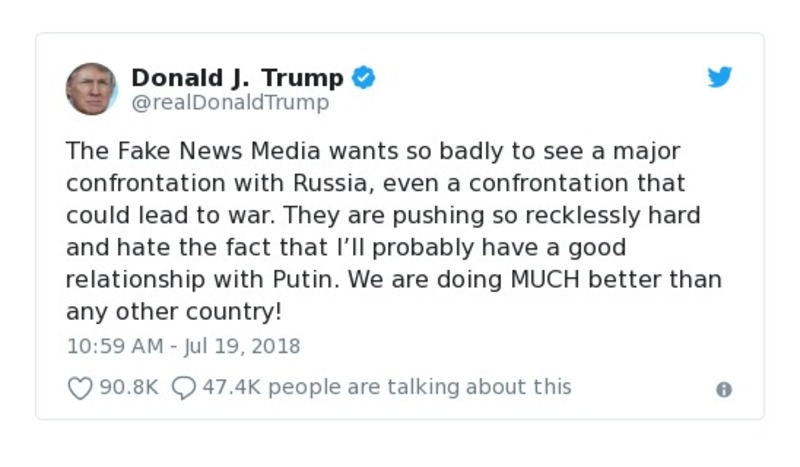 Donald J. Trump
@realDonaldTrump
The Fake News Media wants so badly to see a major
confrontation with Russia, even a confrontation that
could lead to war. They are pushing so recklessly hard
and hate the fact that I’ll probably have a good
relationship with Putin. We are doing MUCH better than
any other country!
10:59 AM - Jul 19, 2018
90.8K 47.4K people are talking about this